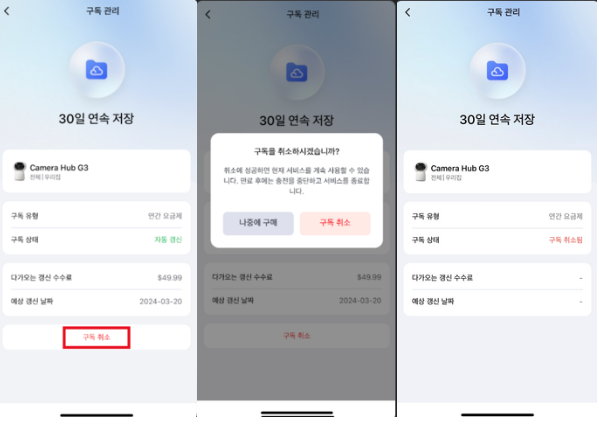 구독 관리
30일 연속 저장
Camera Hub G3
전체|우리집
구독 유형 연간 요금제
구독 상태 자동 갱신
다가오는 갱신 수수료 $49.99
예상 갱신 날짜 2024-03-20
구독 취소
구독 관리
30일 연속 저장
구독를 취소하시겠습니까?
취소에 성공하면 현재 서비스를 계속 사용할 수 있습
니다. 만료 후에는 충전을 중단하고 서비스를 종료합
니다.
나중에 구매 구독 취소
다가오는 갱신 수수료 $49.99
예상 갱신 날짜 2024-03-20
구독 취소
구독 관리
30일 연속 저장
Camera Hub G3
전체|우리집
구독 유형 연간 요금제
구독 상태 구독 취소됨
다가오는 갱신 수수료 -
예상 갱신 날짜 -